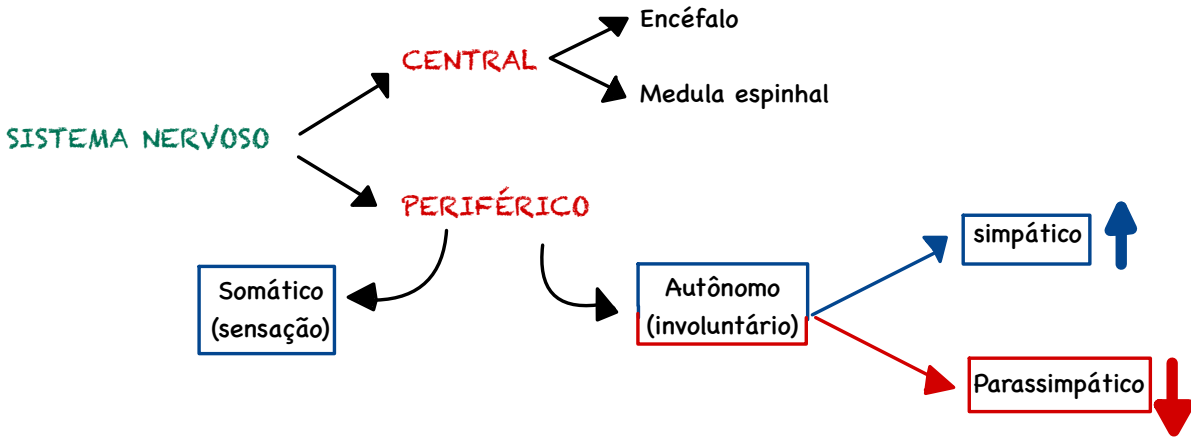 Encéfalo
CENTRAL
Medula espinhal
SISTEMA NERVOSO
PERIFÉRICO
simpático
Somático
(sensação)
Autônomo
(involuntário)
Parassimpático